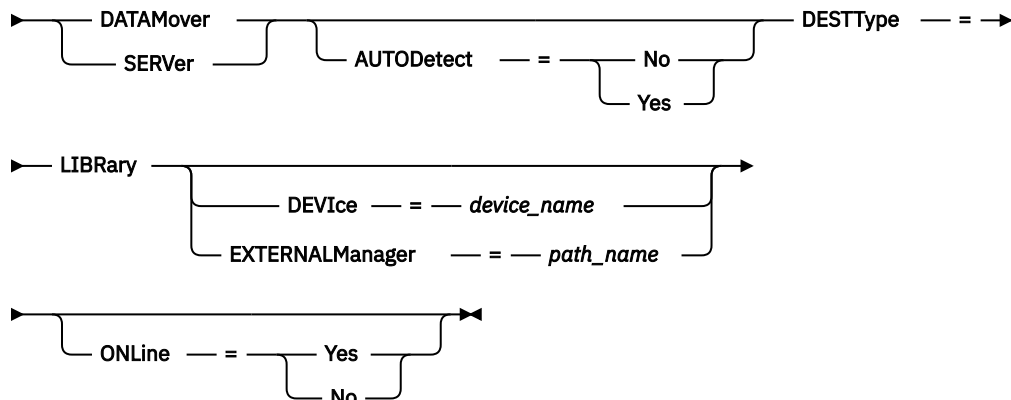 DATAMover
SERVer
AUTODetect = No
Yes
DESTType =
LIBRary
DEVIce = device_name
EXTERNALManager = path_name
ONLine = Yes
No